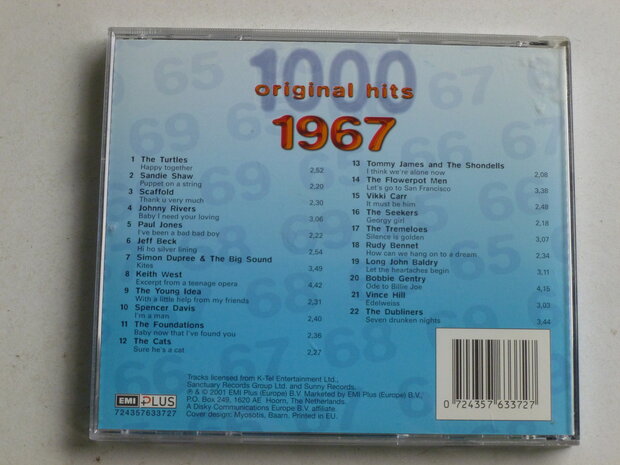 1000
original hits
1967
65
67
69
1 The Turtles
Happy together 2,52
2 Sandie Shaw
Puppet on a string 2,20
3 Scaffold
Thank u very much 2,30
4 Johnny Rivers
Baby I need your loving 3,06
5 Paul Jones
I've been a bad bad boy 2,22
6 Jeff Beck
Hi ho silver lining 2,54
7 Simon Dupree & The Big Sound
Kites 3,49
8 Keith West
Excerpt from a teenage opera 4,42
9 The Young Idea
With a little help from my friends 2,31
10 Spencer Davis
I'm a man 2,40
11 The Foundations
Baby now that I've found you 2,36
12 The Cats
Sure he's a cat 2,27
13 Tommy James and The Shondells
I think we're alone now 2,08
14 The Flowerpot Men
Let's go to San Francisco 3,38
15 Vikki Carr
It must be him 2,48
16 The Seekers
Georgy girl 2,18
17 The Tremeloes
Silence is golden 3,07
18 Rudy Bennet
How can we hang on to a dream 2,34
19 Long John Baldry
Let the heartaches begin 3,11
20 Bobbie Gentry
Ode to Billie Joe 4,15
21 Vince Hill
Edelweiss 3,03
22 The Dubliners
Seven drunken nights 3,44
EMI PLUS
724357633727
Tracks licensed from K-Tel Entertainment Ltd.,
Sanctuary Records Group Ltd. and Sunny Records.
℗ & © 2001 EMI Plus (Europe) B.V. Marketed by EMI Plus (Europe) B.V.,
P.O. Box 249, 1620 AE Hoorn, The Netherlands.
A Disky Communications Europe B.V. affiliate.
Cover design: Myosotis, Baarn. Printed in EU.
0 724357 633727